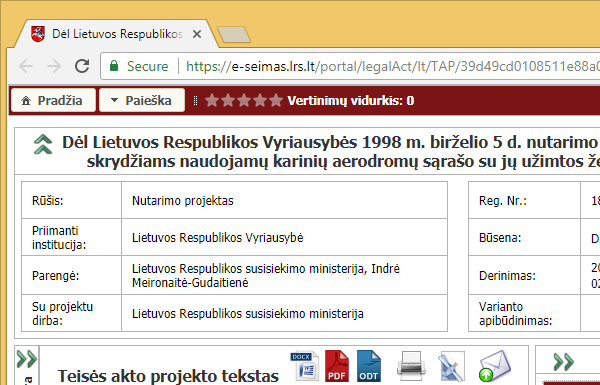 Dėl Lietuvos Respublikos
Secure https://e-seimas.lrs.lt/portal/legalAct/lt/TAP/39d49cd0108511e88a0
Pradžia Paieška Vertinimų vidurkis: 0
Dėl Lietuvos Respublikos Vyriausybės 1998 m. birželio 5 d. nutarimo
skrydžiams naudojamų karinių aerodromų sąrašo su jų užimtos že
Rūšis: Nutarimo projektas Reg. Nr.: 18
Priimanti
institucija: Lietuvos Respublikos Vyriausybė Būsena: D
Parengė: Lietuvos Respublikos susisiekimo ministerija, Indrė
Meironaitė-Gudaitienė Derinimas: 20
02
Su projektu
dirba: Lietuvos Respublikos susisiekimo ministerija Varianto
apibūdinimas:
Teisės akto projekto tekstas DOCX PDF ODT